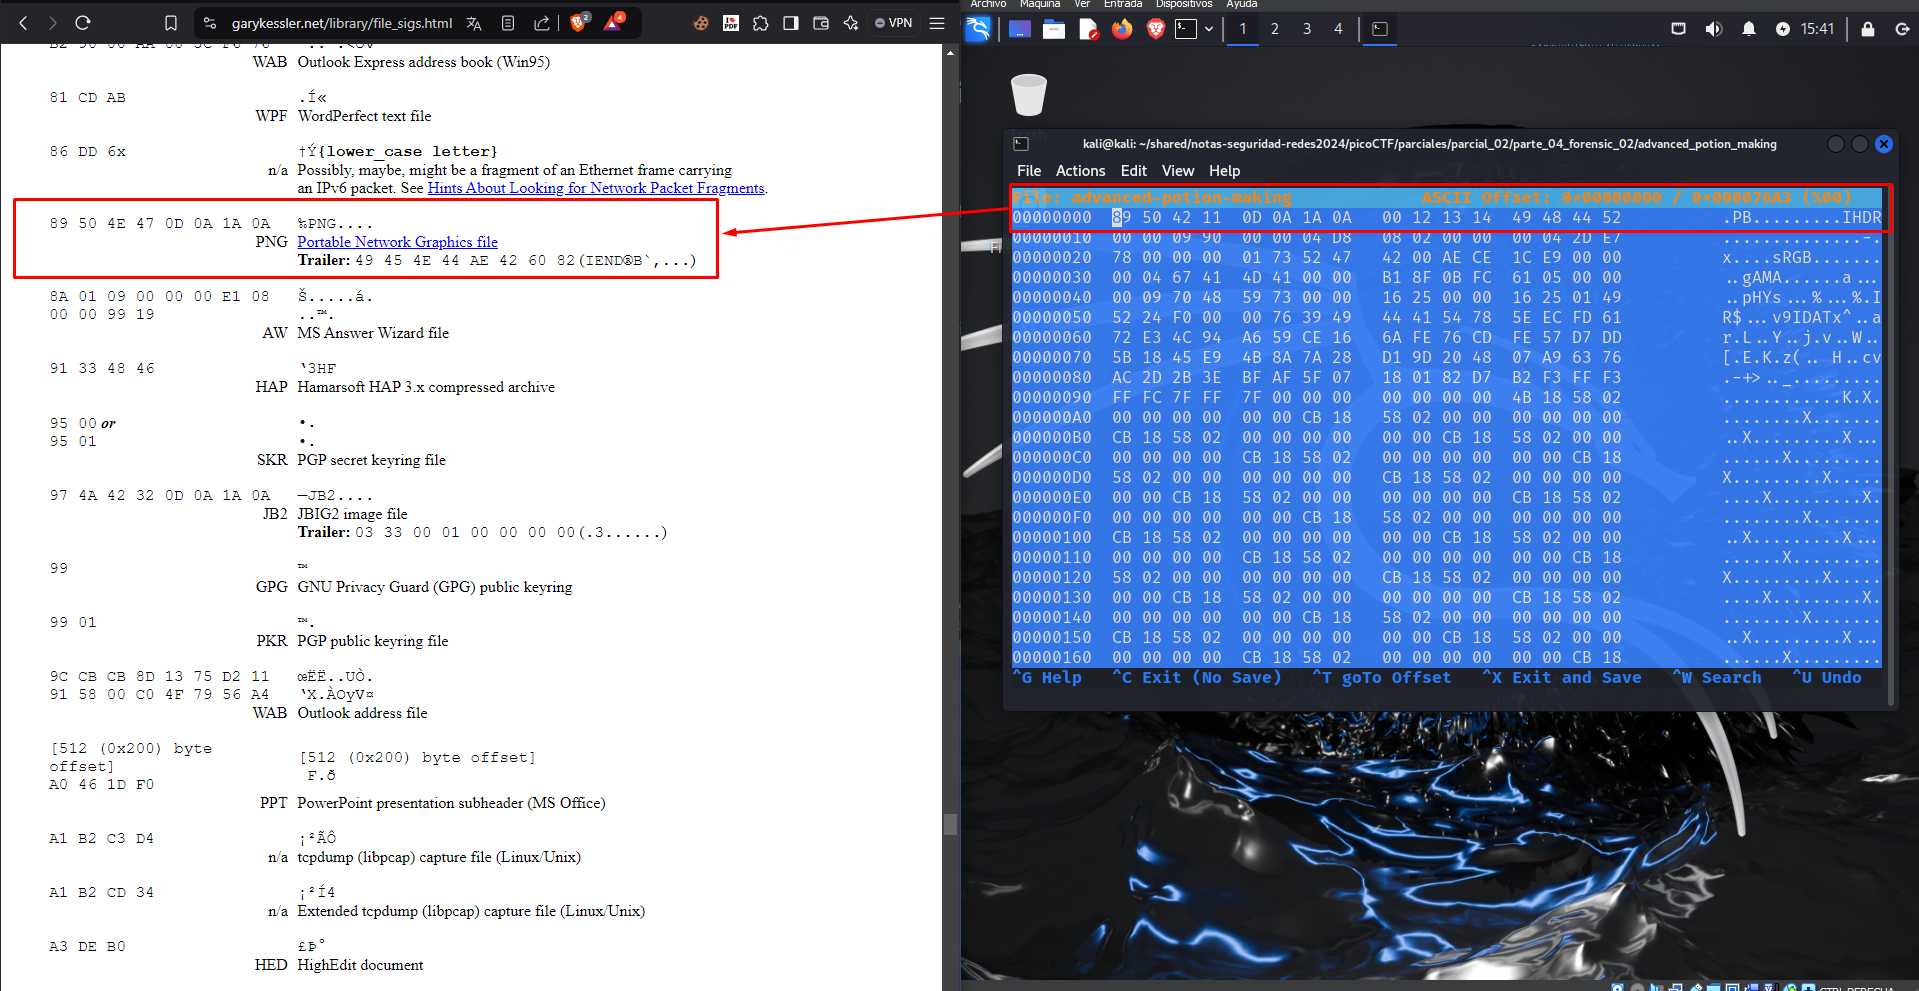 garykessler.net/library/file_sigs.html
2
4
VPN
WAB Outlook Express address book (Win95)
81 CD AB .Í«
WPF WordPerfect text file
86 DD 6x †Ý{lower_case letter}
n/a Possibly, maybe, might be a fragment of an Ethernet frame carrying
an IPv6 packet. See Hints About Looking for Network Packet Fragments.
89 50 4E 47 0D 0A 1A 0A ‰PNG....
PNG Portable Network Graphics file
Trailer: 49 45 4E 44 AE 42 60 82 (IEND®B`‚...)
8A 01 09 00 00 00 E1 08 Š.....á.
00 00 99 19 ..™.
AW MS Answer Wizard file
91 33 48 46 ‘3HF
HAP Hamarsoft HAP 3.x compressed archive
95 00 or •.
95 01 •.
SKR PGP secret keyring file
97 4A 42 32 0D 0A 1A 0A —JB2....
JB2 JBIG2 image file
Trailer: 03 33 00 01 00 00 00 00 (.3......)
99 ™
GPG GNU Privacy Guard (GPG) public keyring
99 01 ™.
PKR PGP public keyring file
9C CB CB 8D 13 75 D2 11 œËË..uÒ.
91 58 00 C0 4F 79 56 A4 ‘X.ÀOyV¤
WAB Outlook address file
[512 (0x200) byte
offset] [512 (0x200) byte offset]
A0 46 1D F0 F.ð
PPT PowerPoint presentation subheader (MS Office)
A1 B2 C3 D4 ¡²ÃÔ
n/a tcpdump (libpcap) capture file (Linux/Unix)
A1 B2 CD 34 ¡²Í4
n/a Extended tcpdump (libpcap) capture file (Linux/Unix)
A3 DE B0 £Þ°
HED HighEdit document
Archivo Máquina Ver Entrada Dispositivos Ayuda
1 2 3 4 15:41
kali@kali: ~/shared/notas-seguridad-redes2024/picoCTF/parciales/parcial_02/parte_04_forensic_02/advanced_potion_making
File Actions Edit View Help
File: advanced-potion-making ASCII Offset: 0x00000000 / 0x000076A3 (%00)
00000000 89 50 42 11 0D 0A 1A 0A 00 12 13 14 49 48 44 52 .PB.........IHDR
00000010 00 00 09 90 00 00 04 D8 08 02 00 00 00 04 2D E7 ..............-.
00000020 78 00 00 00 01 73 52 47 42 00 AE CE 1C E9 00 00 x....sRGB.......
00000030 00 04 67 41 4D 41 00 00 B1 8F 0B FC 61 05 00 00 ..gAMA......a...
00000040 00 09 70 48 59 73 00 00 16 25 00 00 16 25 01 49 ..pHYs...%...%.I
00000050 52 24 F0 00 00 76 39 49 44 41 54 78 5E EC FD 61 R$...v9IDATx^..a
00000060 72 E3 4C 94 A6 59 CE 16 6A FE 76 CD FE 57 D7 DD r.L..Y..j.v..W..
00000070 5B 18 45 E9 4B 8A 7A 28 D1 9D 20 48 07 A9 63 76 [.E.K.z(.. H..cv
00000080 AC 2D 2B 3E BF AF 5F 07 18 01 82 D7 B2 F3 FF F3 .-+>.._.........
00000090 FF FC 7F FF 7F 00 00 00 00 00 00 00 4B 18 58 02 ............K.X.
000000A0 00 00 00 00 00 00 CB 18 58 02 00 00 00 00 00 00 ........X.......
000000B0 CB 18 58 02 00 00 00 00 00 00 CB 18 58 02 00 00 ..X.........X...
000000C0 00 00 00 00 CB 18 58 02 00 00 00 00 00 00 CB 18 ......X.........
000000D0 58 02 00 00 00 00 00 00 CB 18 58 02 00 00 00 00 X.........X.....
000000E0 00 00 CB 18 58 02 00 00 00 00 00 00 CB 18 58 02 ....X.........X.
000000F0 00 00 00 00 00 00 CB 18 58 02 00 00 00 00 00 00 ........X.......
00000100 CB 18 58 02 00 00 00 00 00 00 CB 18 58 02 00 00 ..X.........X...
00000110 00 00 00 00 CB 18 58 02 00 00 00 00 00 00 CB 18 ......X.........
00000120 58 02 00 00 00 00 00 00 CB 18 58 02 00 00 00 00 X.........X.....
00000130 00 00 CB 18 58 02 00 00 00 00 00 00 CB 18 58 02 ....X.........X.
00000140 00 00 00 00 00 00 CB 18 58 02 00 00 00 00 00 00 ........X.......
00000150 CB 18 58 02 00 00 00 00 00 00 CB 18 58 02 00 00 ..X.........X...
00000160 00 00 00 00 CB 18 58 02 00 00 00 00 00 00 CB 18 ......X.........
^G Help ^C Exit (No Save) ^T goTo Offset ^X Exit and Save ^W Search ^U Undo